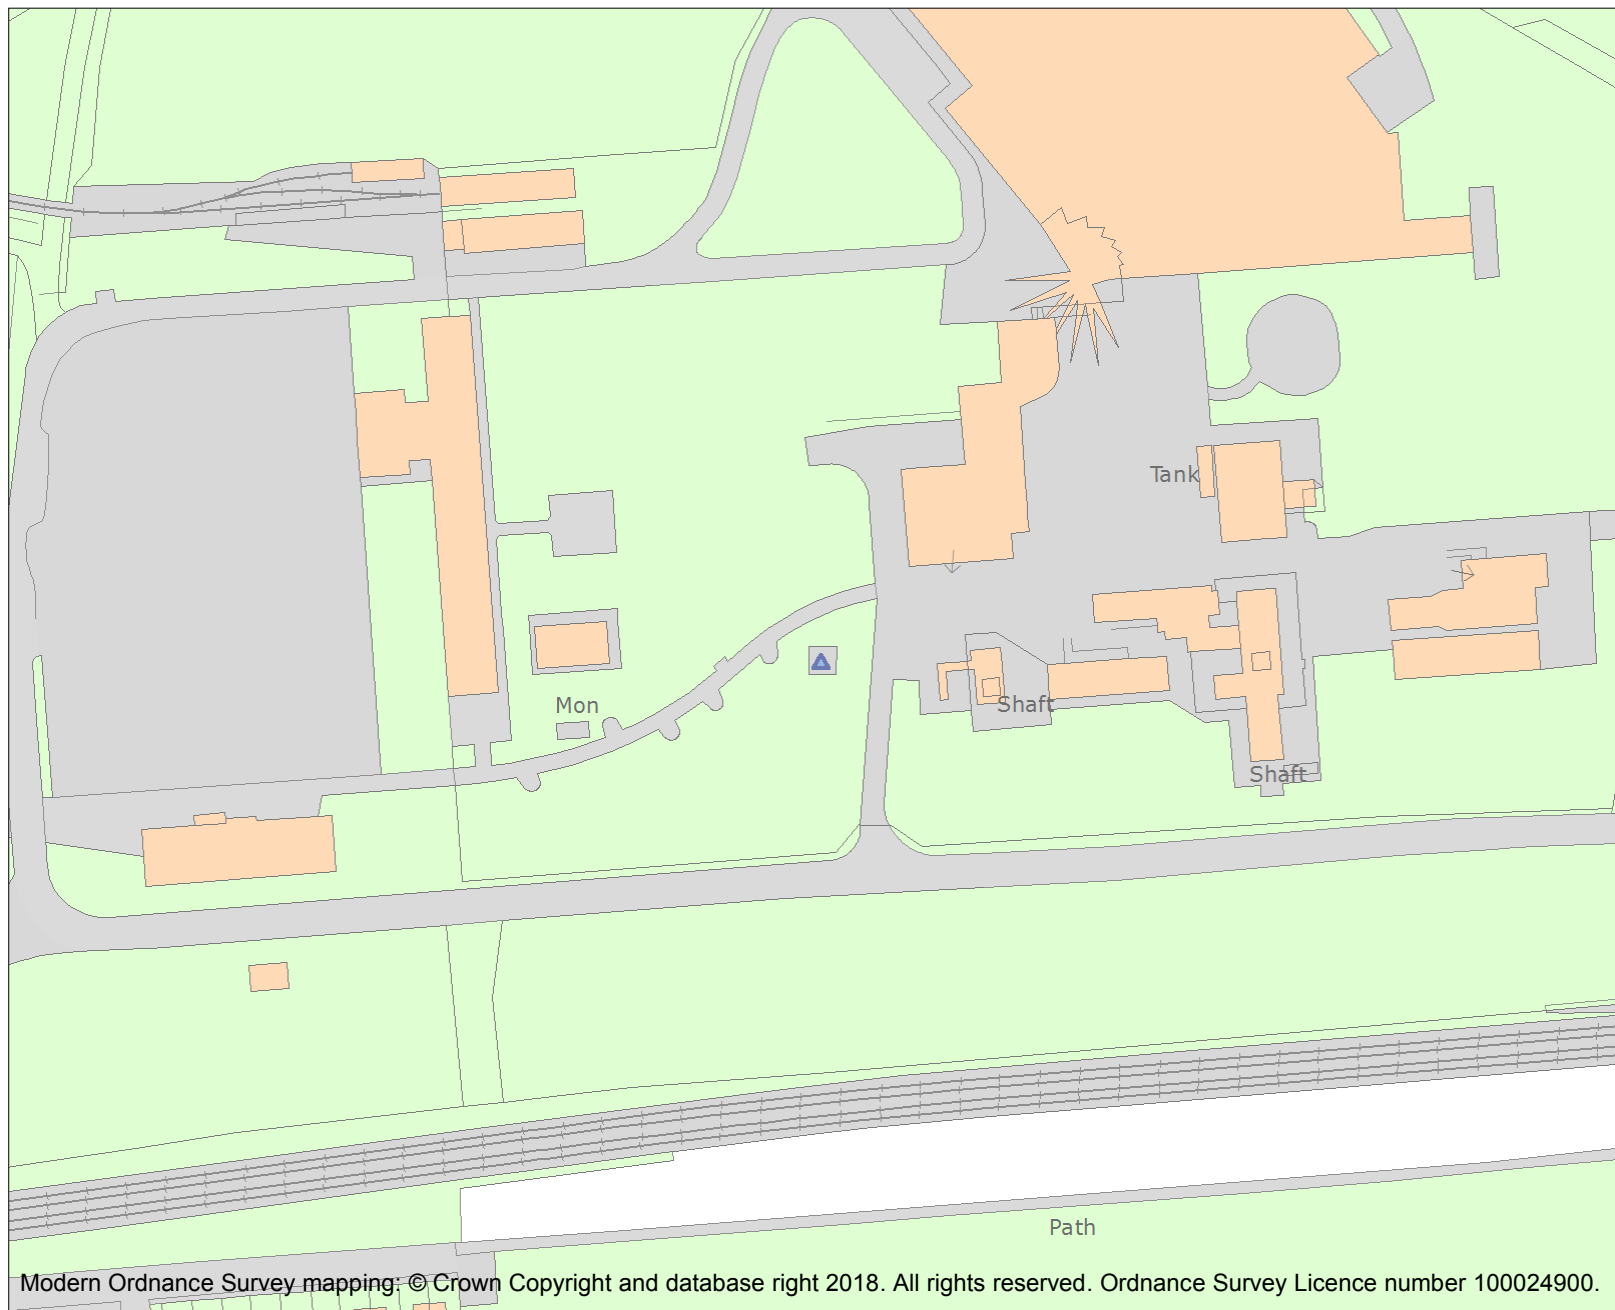 Tank
Mon
Shaft
Shaft
Path
Modern Ordnance Survey mapping: © Crown Copyright and database right 2018. All rights reserved. Ordnance Survey Licence number 100024900.